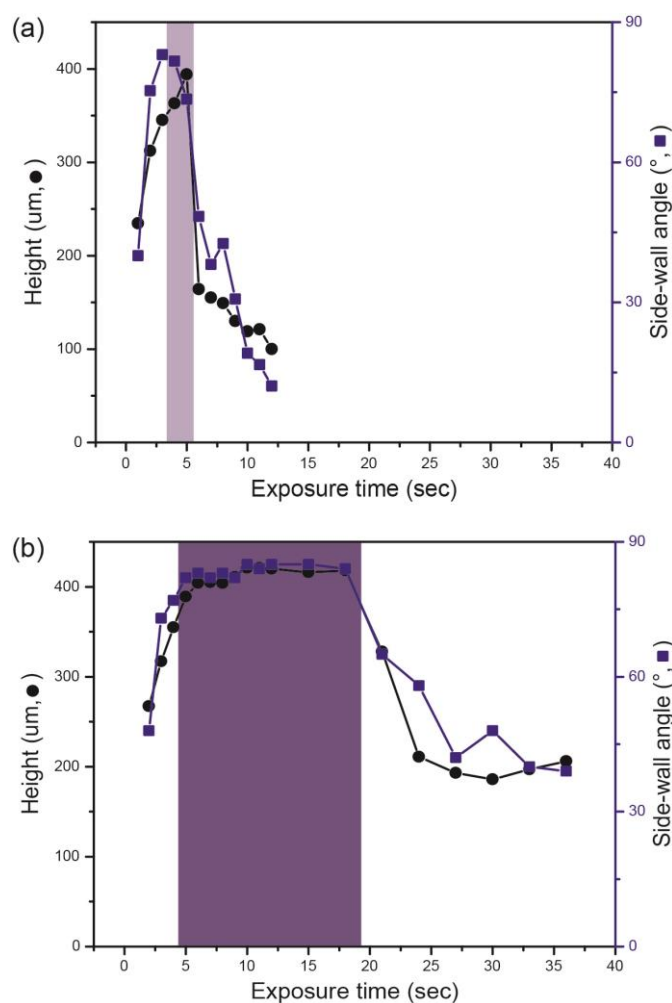 (a)
Height (um,●)
400
300
200
100
0
90
60
30
0
Side-wall angle (°,■)
0 5 10 15 20 25 30 35 40
Exposure time (sec)
(b)
Height (um,●)
400
300
200
100
0
90
60
30
0
Side-wall angle (°,■)
0 5 10 15 20 25 30 35 40
Exposure time (sec)